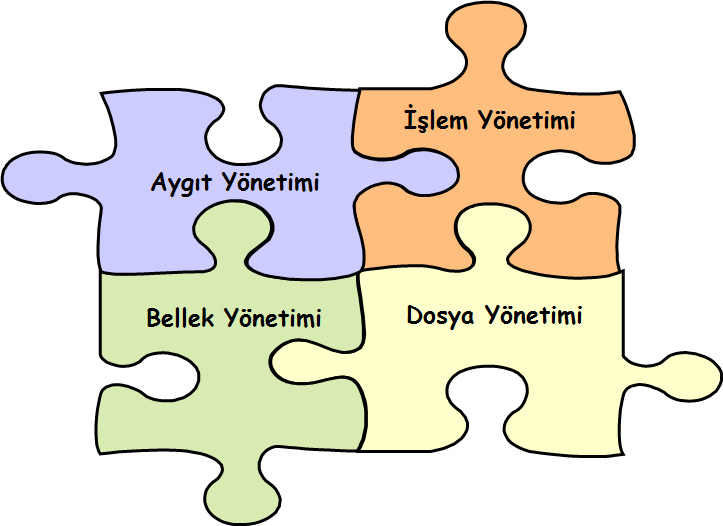 İşlem Yönetimi
Aygıt Yönetimi
Bellek Yönetimi
Dosya Yönetimi